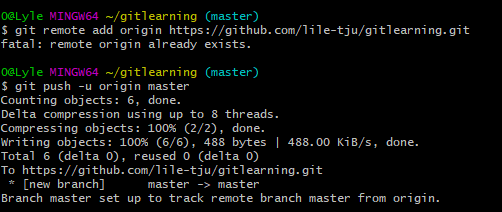 O@Lyle MINGW64 ~/gitlearning (master)
$ git remote add origin https://github.com/lile-tju/gitlearning.git
fatal: remote origin already exists.
O@Lyle MINGW64 ~/gitlearning (master)
$ git push -u origin master
Counting objects: 6, done.
Delta compression using up to 8 threads.
Compressing objects: 100% (2/2), done.
Writing objects: 100% (6/6), 488 bytes | 488.00 KiB/s, done.
Total 6 (delta 0), reused 0 (delta 0)
To https://github.com/lile-tju/gitlearning.git
 * [new branch]      master -> master
Branch master set up to track remote branch master from origin.